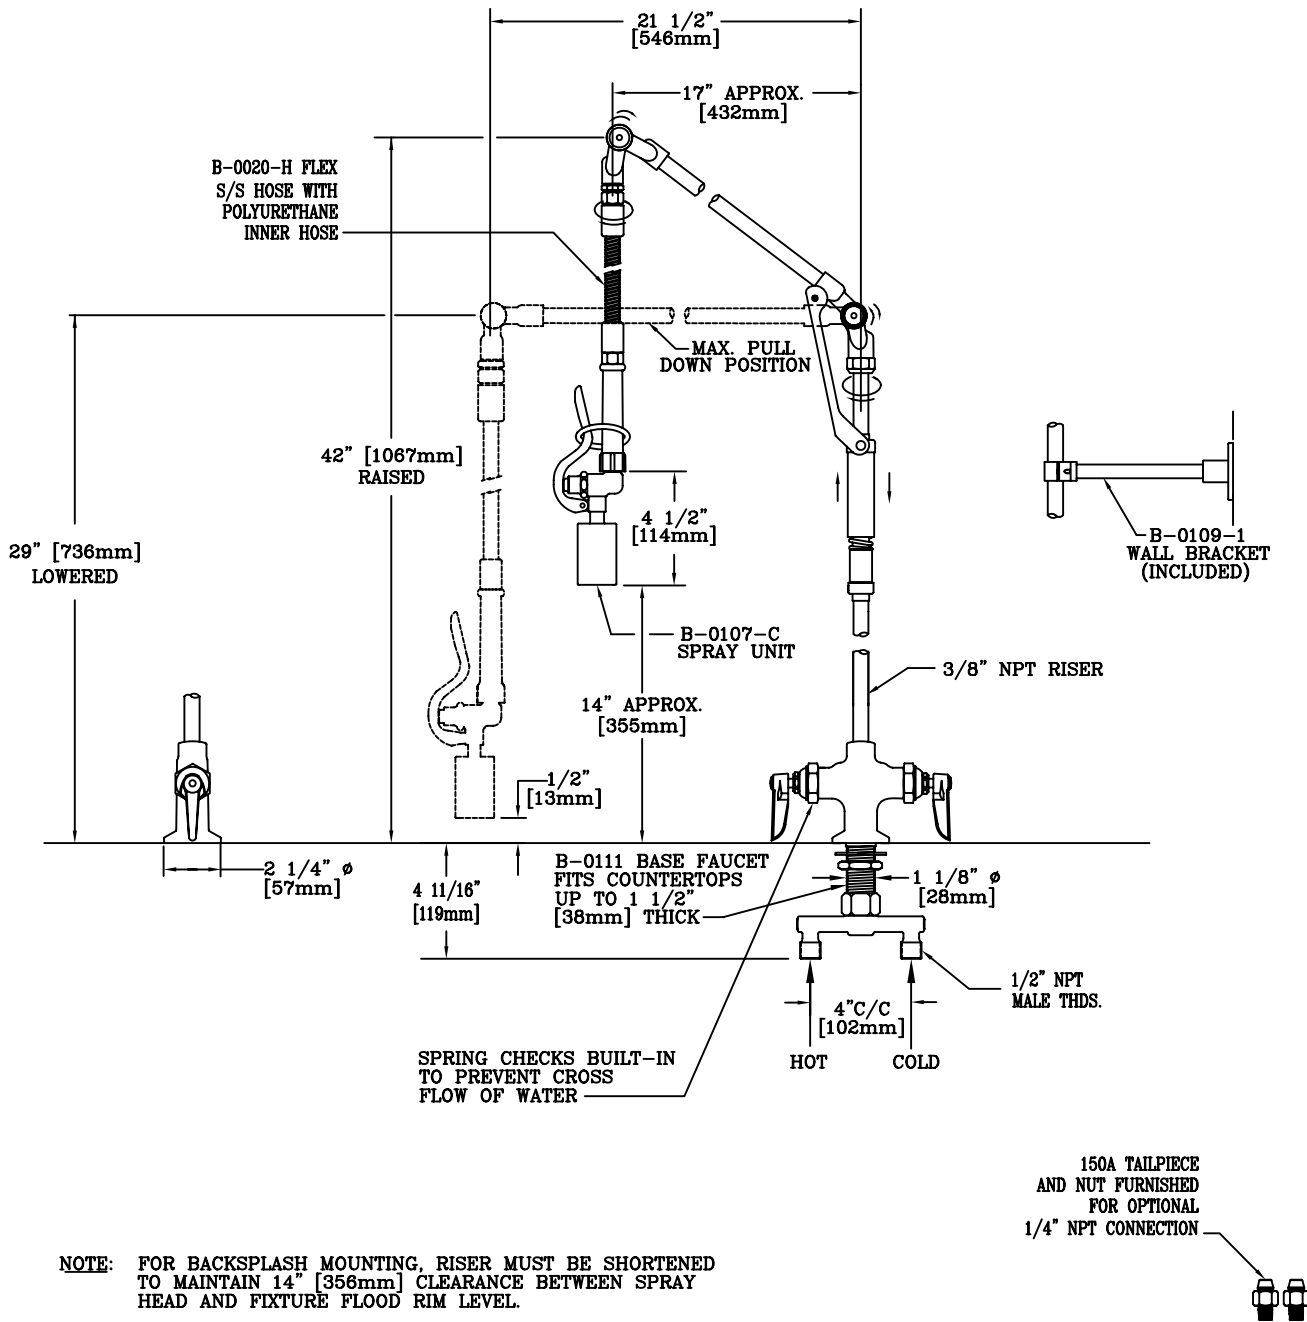 21 1/2"
[546mm]
17" APPROX.
[432mm]
B-0020-H FLEX
S/S HOSE WITH
POLYURETHANE
INNER HOSE
MAX. PULL
DOWN POSITION
42" [1067mm]
RAISED
4 1/2"
[114mm]
29" [736mm]
LOWERED
B-0109-1
WALL BRACKET
(INCLUDED)
B-0107-C
SPRAY UNIT
3/8" NPT RISER
14" APPROX.
[355mm]
1/2"
[13mm]
2 1/4" ø
[57mm]
4 11/16"
[119mm]
B-0111 BASE FAUCET
FITS COUNTERTOPS
UP TO 1 1/2"
[38mm] THICK
1 1/8" ø
[28mm]
1/2" NPT
MALE THDS.
4"C/C
[102mm]
HOT
COLD
SPRING CHECKS BUILT-IN
TO PREVENT CROSS
FLOW OF WATER
150A TAILPIECE
AND NUT FURNISHED
FOR OPTIONAL
1/4" NPT CONNECTION
NOTE: FOR BACKSPLASH MOUNTING, RISER MUST BE SHORTENED
TO MAINTAIN 14" [356mm] CLEARANCE BETWEEN SPRAY
HEAD AND FIXTURE FLOOD RIM LEVEL.